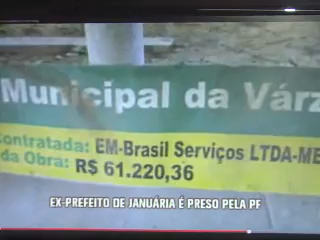 Municipal da Várz
Contratada: EM-Brasil Serviços LTDA-ME
da Obra: R$ 61.220,36
EX-PREFEITO DE JANUÁRIA É PRESO PELA PF